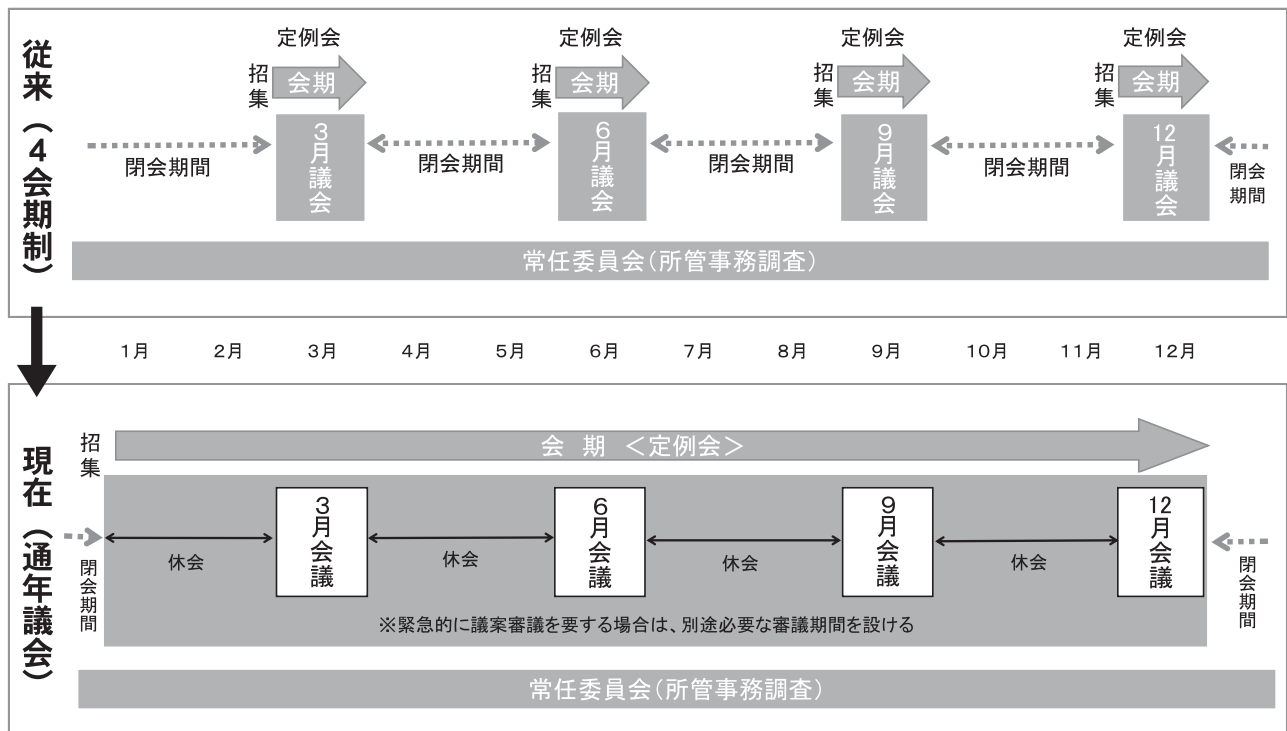 従来（４会期制）
定例会 定例会 定例会 定例会
招集 会期 招集 会期 招集 会期 招集 会期
3月議会 6月議会 9月議会 12月議会
閉会期間 閉会期間 閉会期間 閉会期間 閉会期間
常任委員会（所管事務調査）
1月 2月 3月 4月 5月 6月 7月 8月 9月 10月 11月 12月
現在（通年議会）
招集
会 期 ＜定例会＞
3月会議 6月会議 9月会議 12月会議
閉会期間 休会 休会 休会 休会 閉会期間
※緊急的に議案審議を要する場合は、別途必要な審議期間を設ける
常任委員会（所管事務調査）